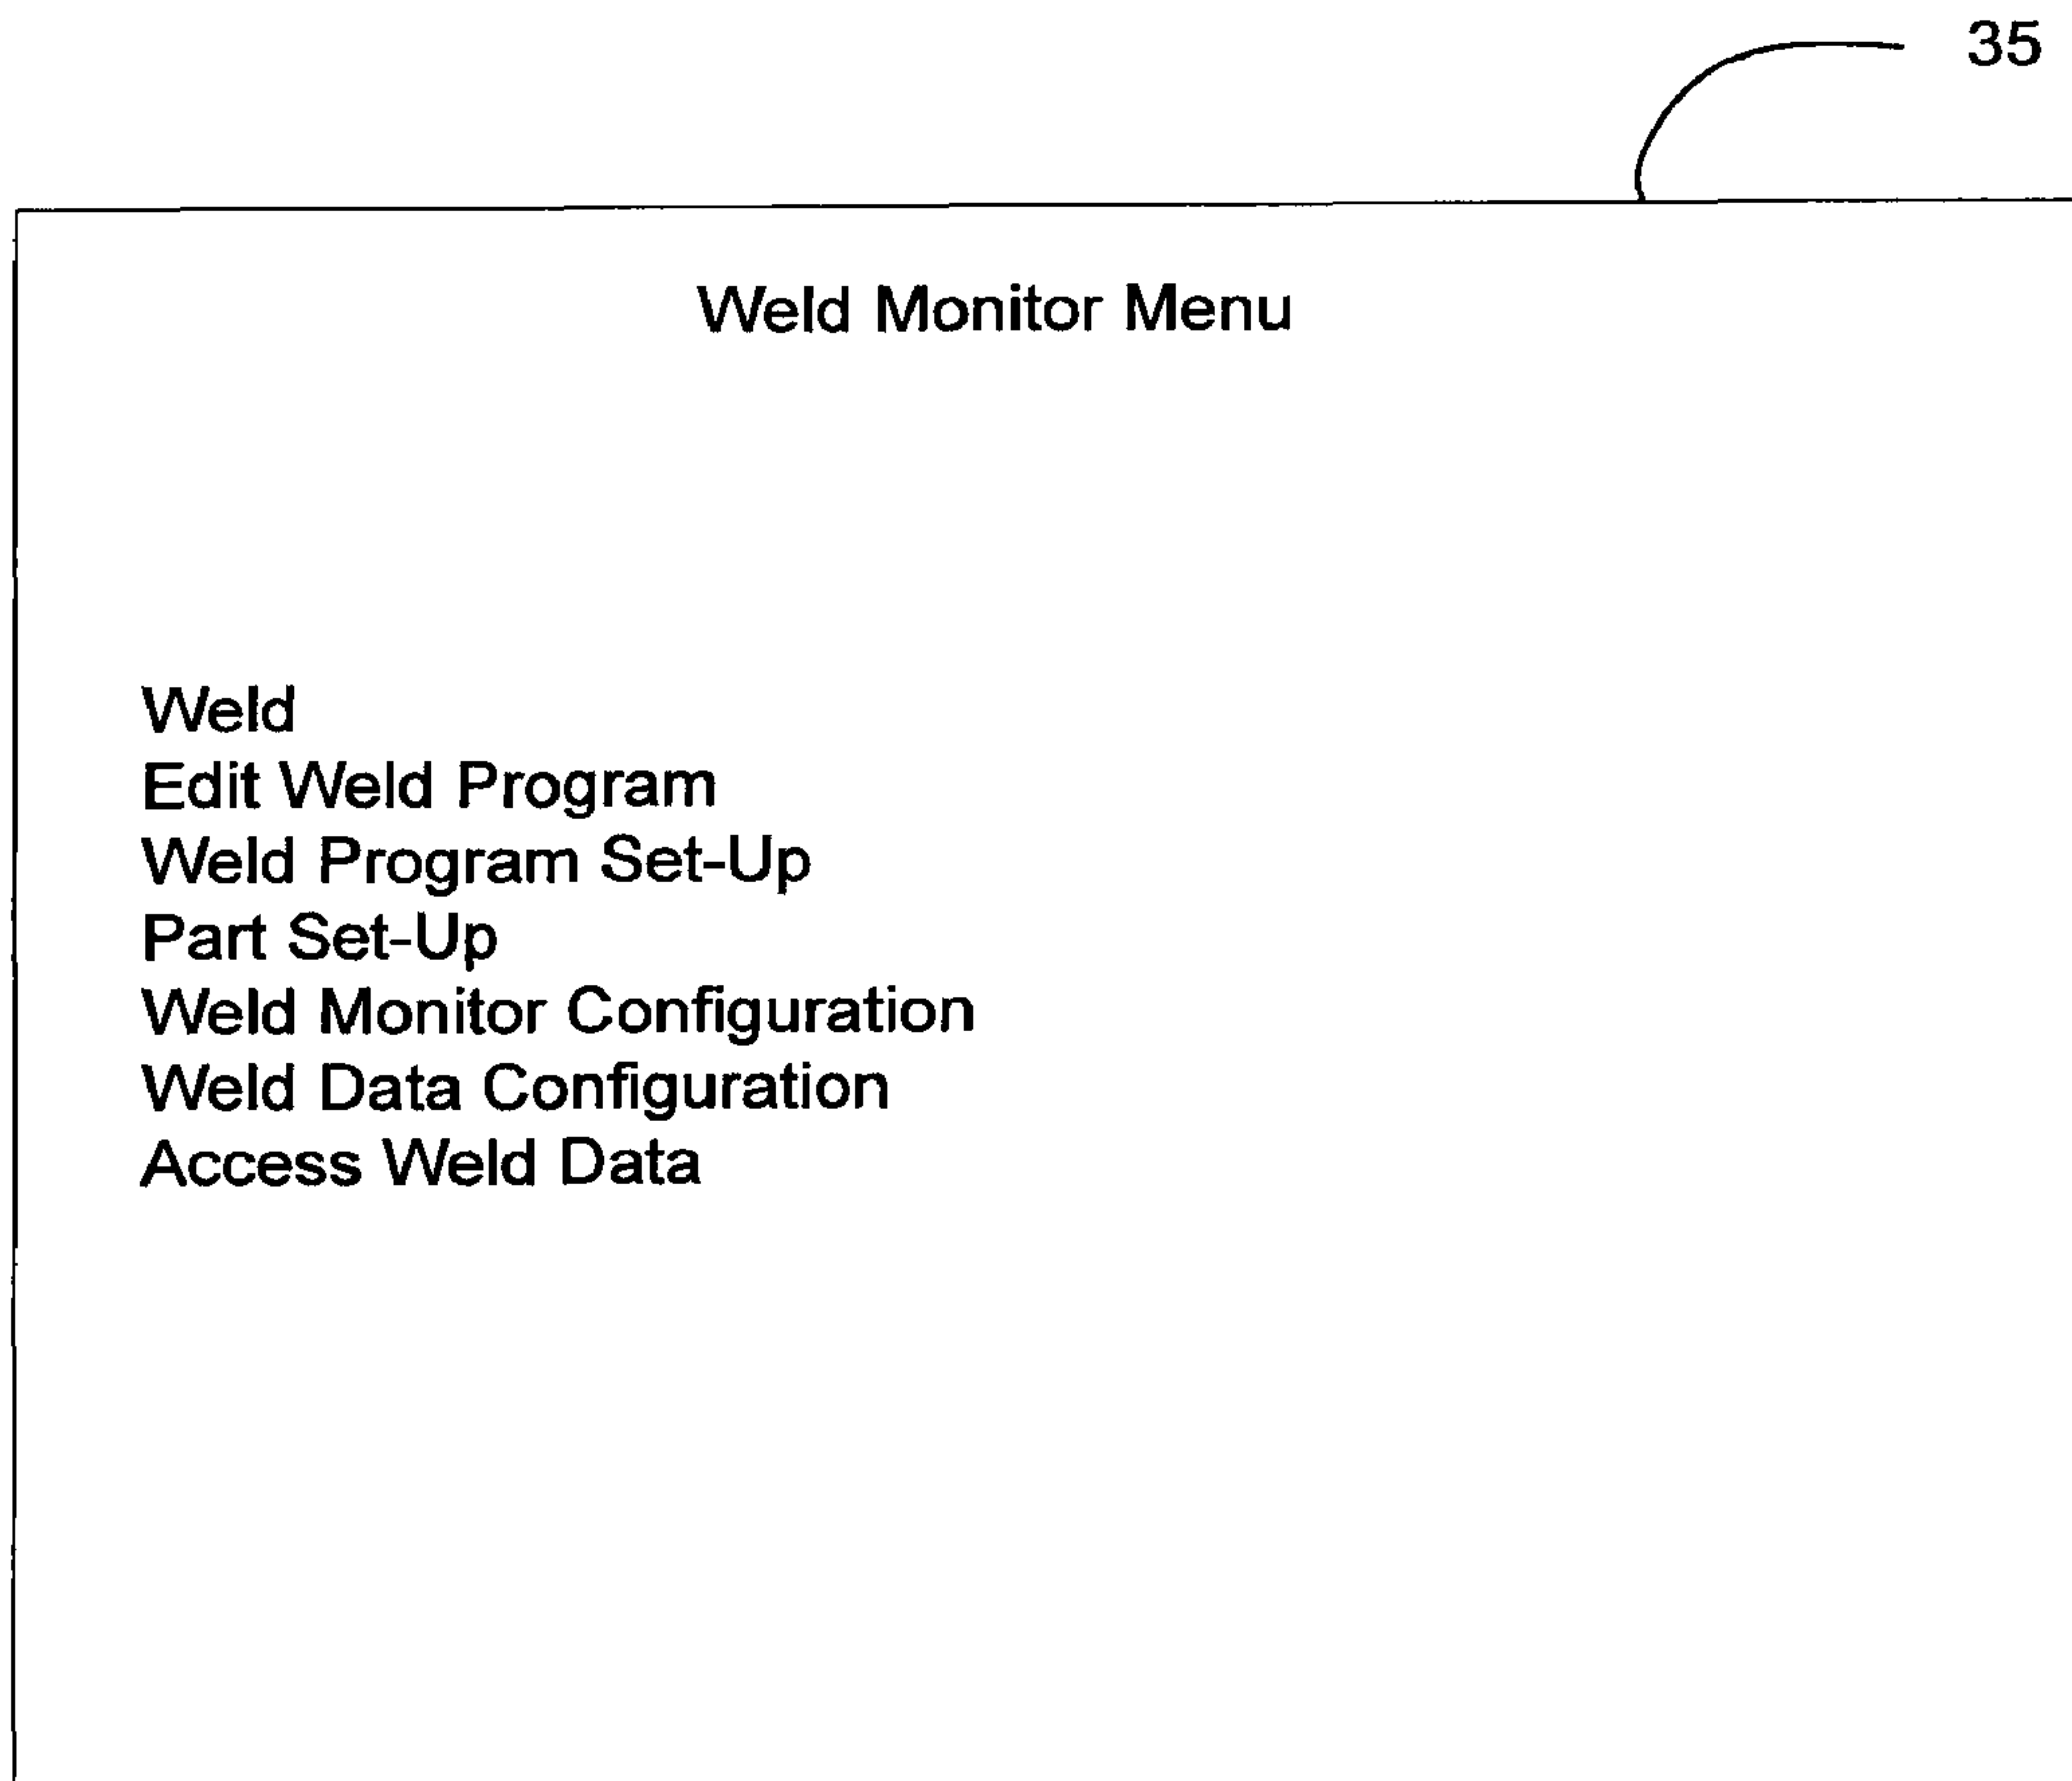 35
Weld Monitor Menu
Weld
Edit Weld Program
Weld Program Set-Up
Part Set-Up
Weld Monitor Configuration
Weld Data Configuration
Access Weld Data